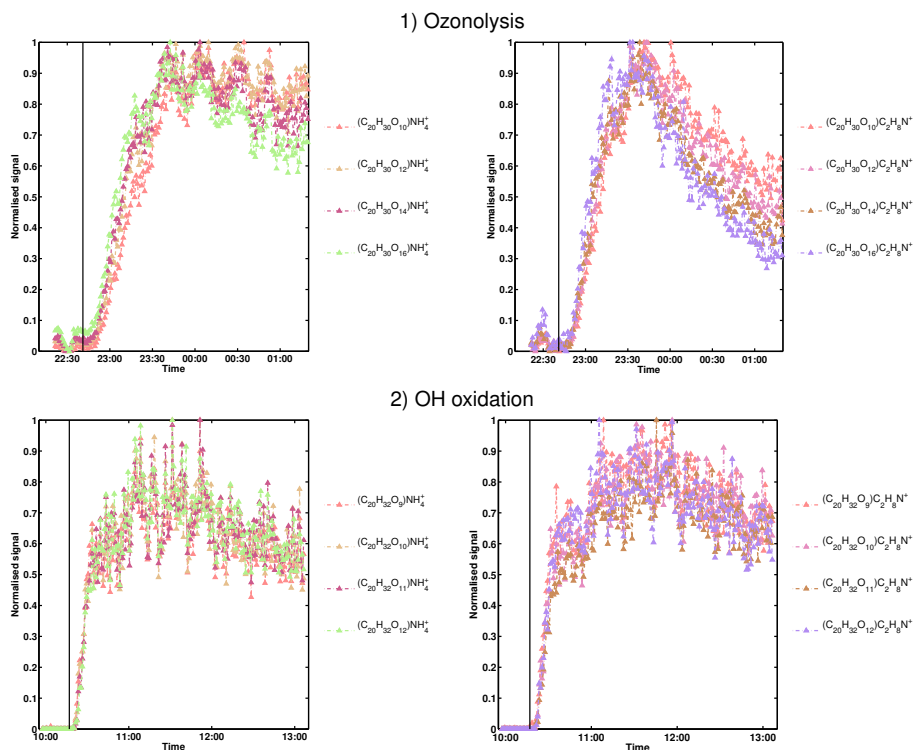 1) Ozonolysis
Normalised signal
1
0.9
0.8
0.7
0.6
0.5
0.4
0.3
0.2
0.1
0
22:30 23:00 23:30 00:00 00:30 01:00
Time
(C20H30O10)NH4+
(C20H30O12)NH4+
(C20H30O14)NH4+
(C20H30O16)NH4+
Normalised signal
1
0.9
0.8
0.7
0.6
0.5
0.4
0.3
0.2
0.1
0
22:30 23:00 23:30 00:00 00:30 01:00
Time
(C20H30O10)C2H8N+
(C20H30O12)C2H8N+
(C20H30O14)C2H8N+
(C20H30O16)C2H8N+
2) OH oxidation
Normalised signal
1
0.9
0.8
0.7
0.6
0.5
0.4
0.3
0.2
0.1
0
10:00 11:00 12:00 13:00
Time
(C20H32O9)NH4+
(C20H32O10)NH4+
(C20H32O11)NH4+
(C20H32O12)NH4+
Normalised signal
1
0.9
0.8
0.7
0.6
0.5
0.4
0.3
0.2
0.1
0
10:00 11:00 12:00 13:00
Time
(C20H32O9)C2H8N+
(C20H32O10)C2H8N+
(C20H32O11)C2H8N+
(C20H32O12)C2H8N+